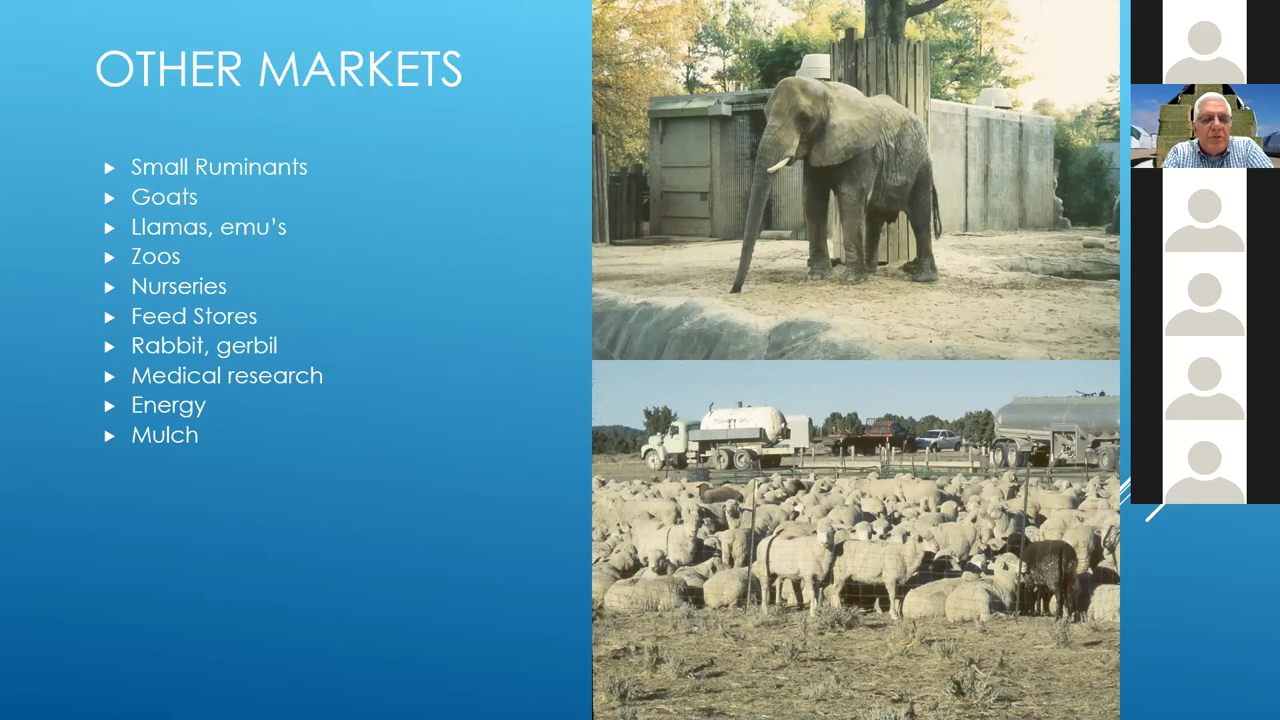 OTHER MARKETS
Small Ruminants
Goats
Llamas, emu’s
Zoos
Nurseries
Feed Stores
Rabbit, gerbil
Medical research
Energy
Mulch